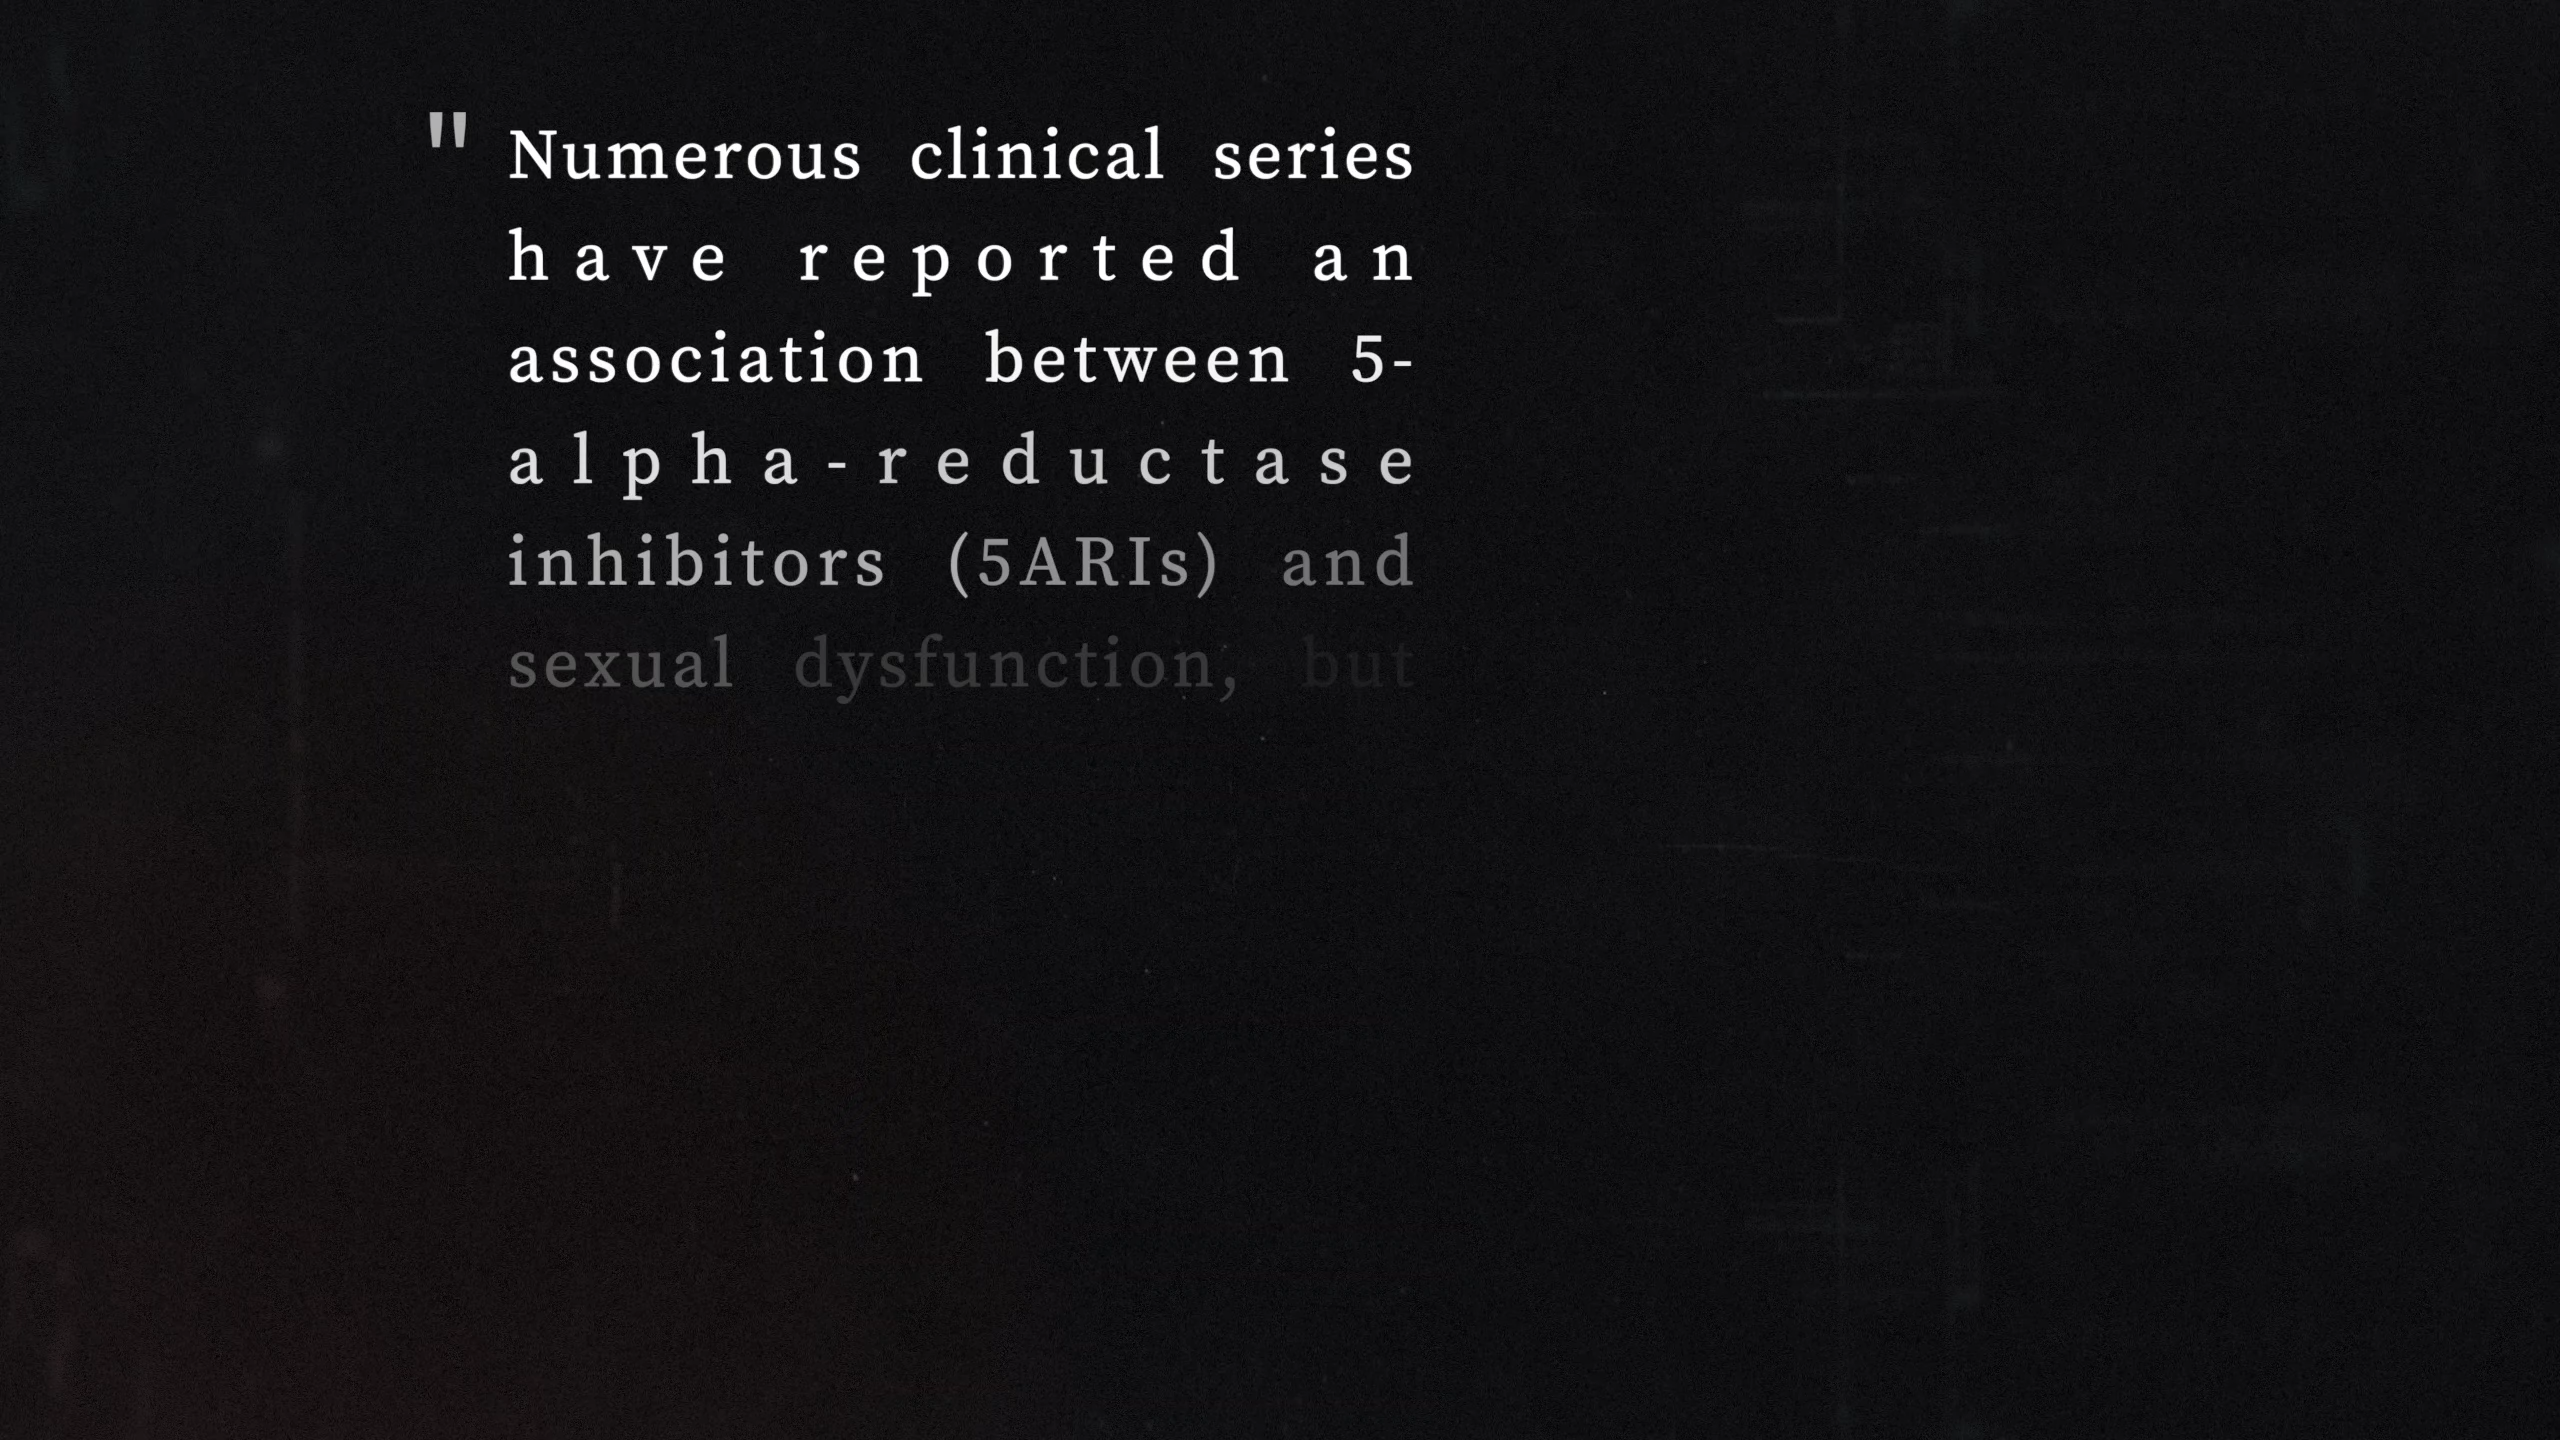 " Numerous clinical series
have reported an
association between 5-
alpha-reductase
inhibitors (5ARIs) and
sexual dysfunction, but